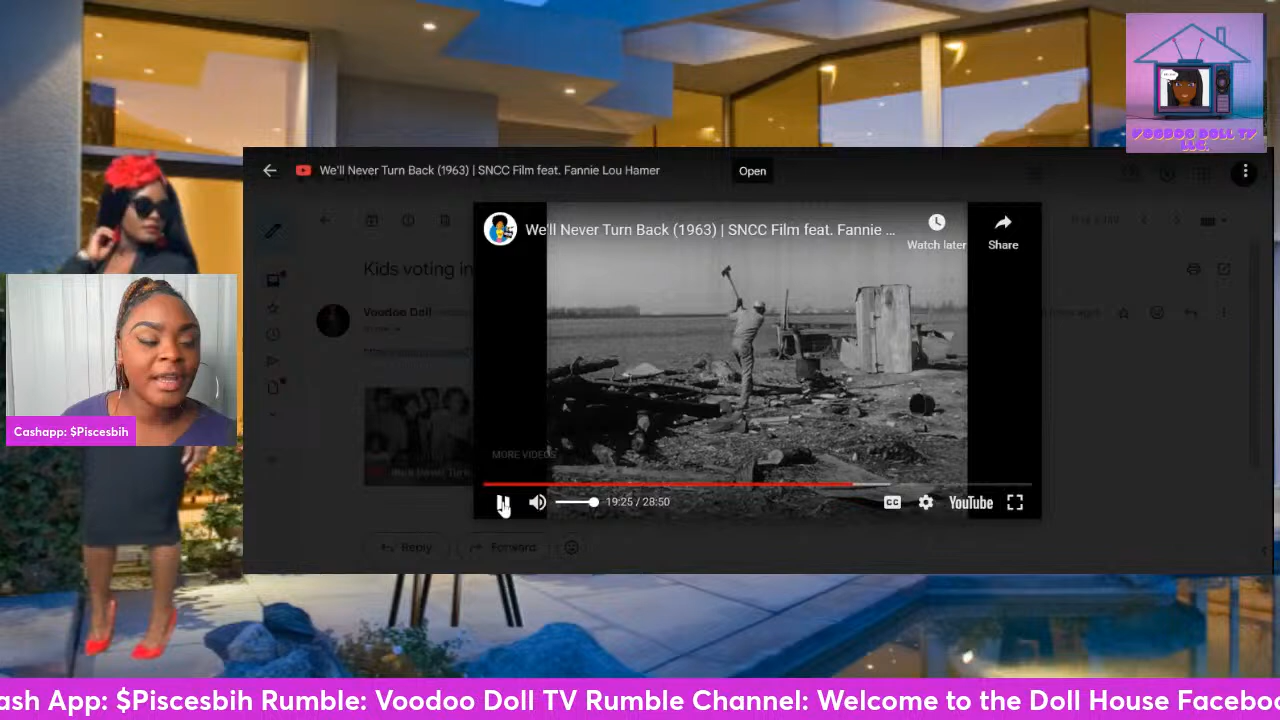 VOODOO DOLL TV
LLC.
We'll Never Turn Back (1963) | SNCC Film feat. Fannie Lou Hamer
Open
We'll Never Turn Back (1963) | SNCC Film feat. Fannie ...
Watch later
Share
Kids voting in
Voodoo Doll
Cashapp: $Piscesbih
MORE VIDEOS
19:25 / 28:50
CC
YouTube
Reply
Forward
ash App: $Piscesbih Rumble: Voodoo Doll TV Rumble Channel: Welcome to the Doll House Faceboo